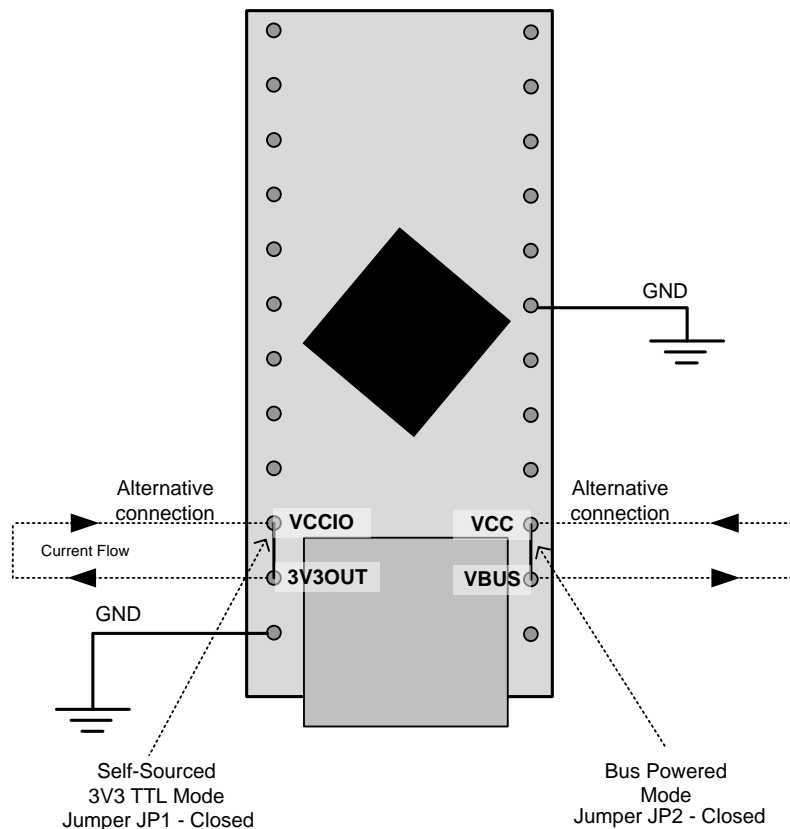 GND
Alternative
connection
Alternative
connection
VCCIO
VCC
Current Flow
3V3OUT
VBUS
GND
Self-Sourced
3V3 TTL Mode
Jumper JP1 - Closed
Bus Powered
Mode
Jumper JP2 - Closed